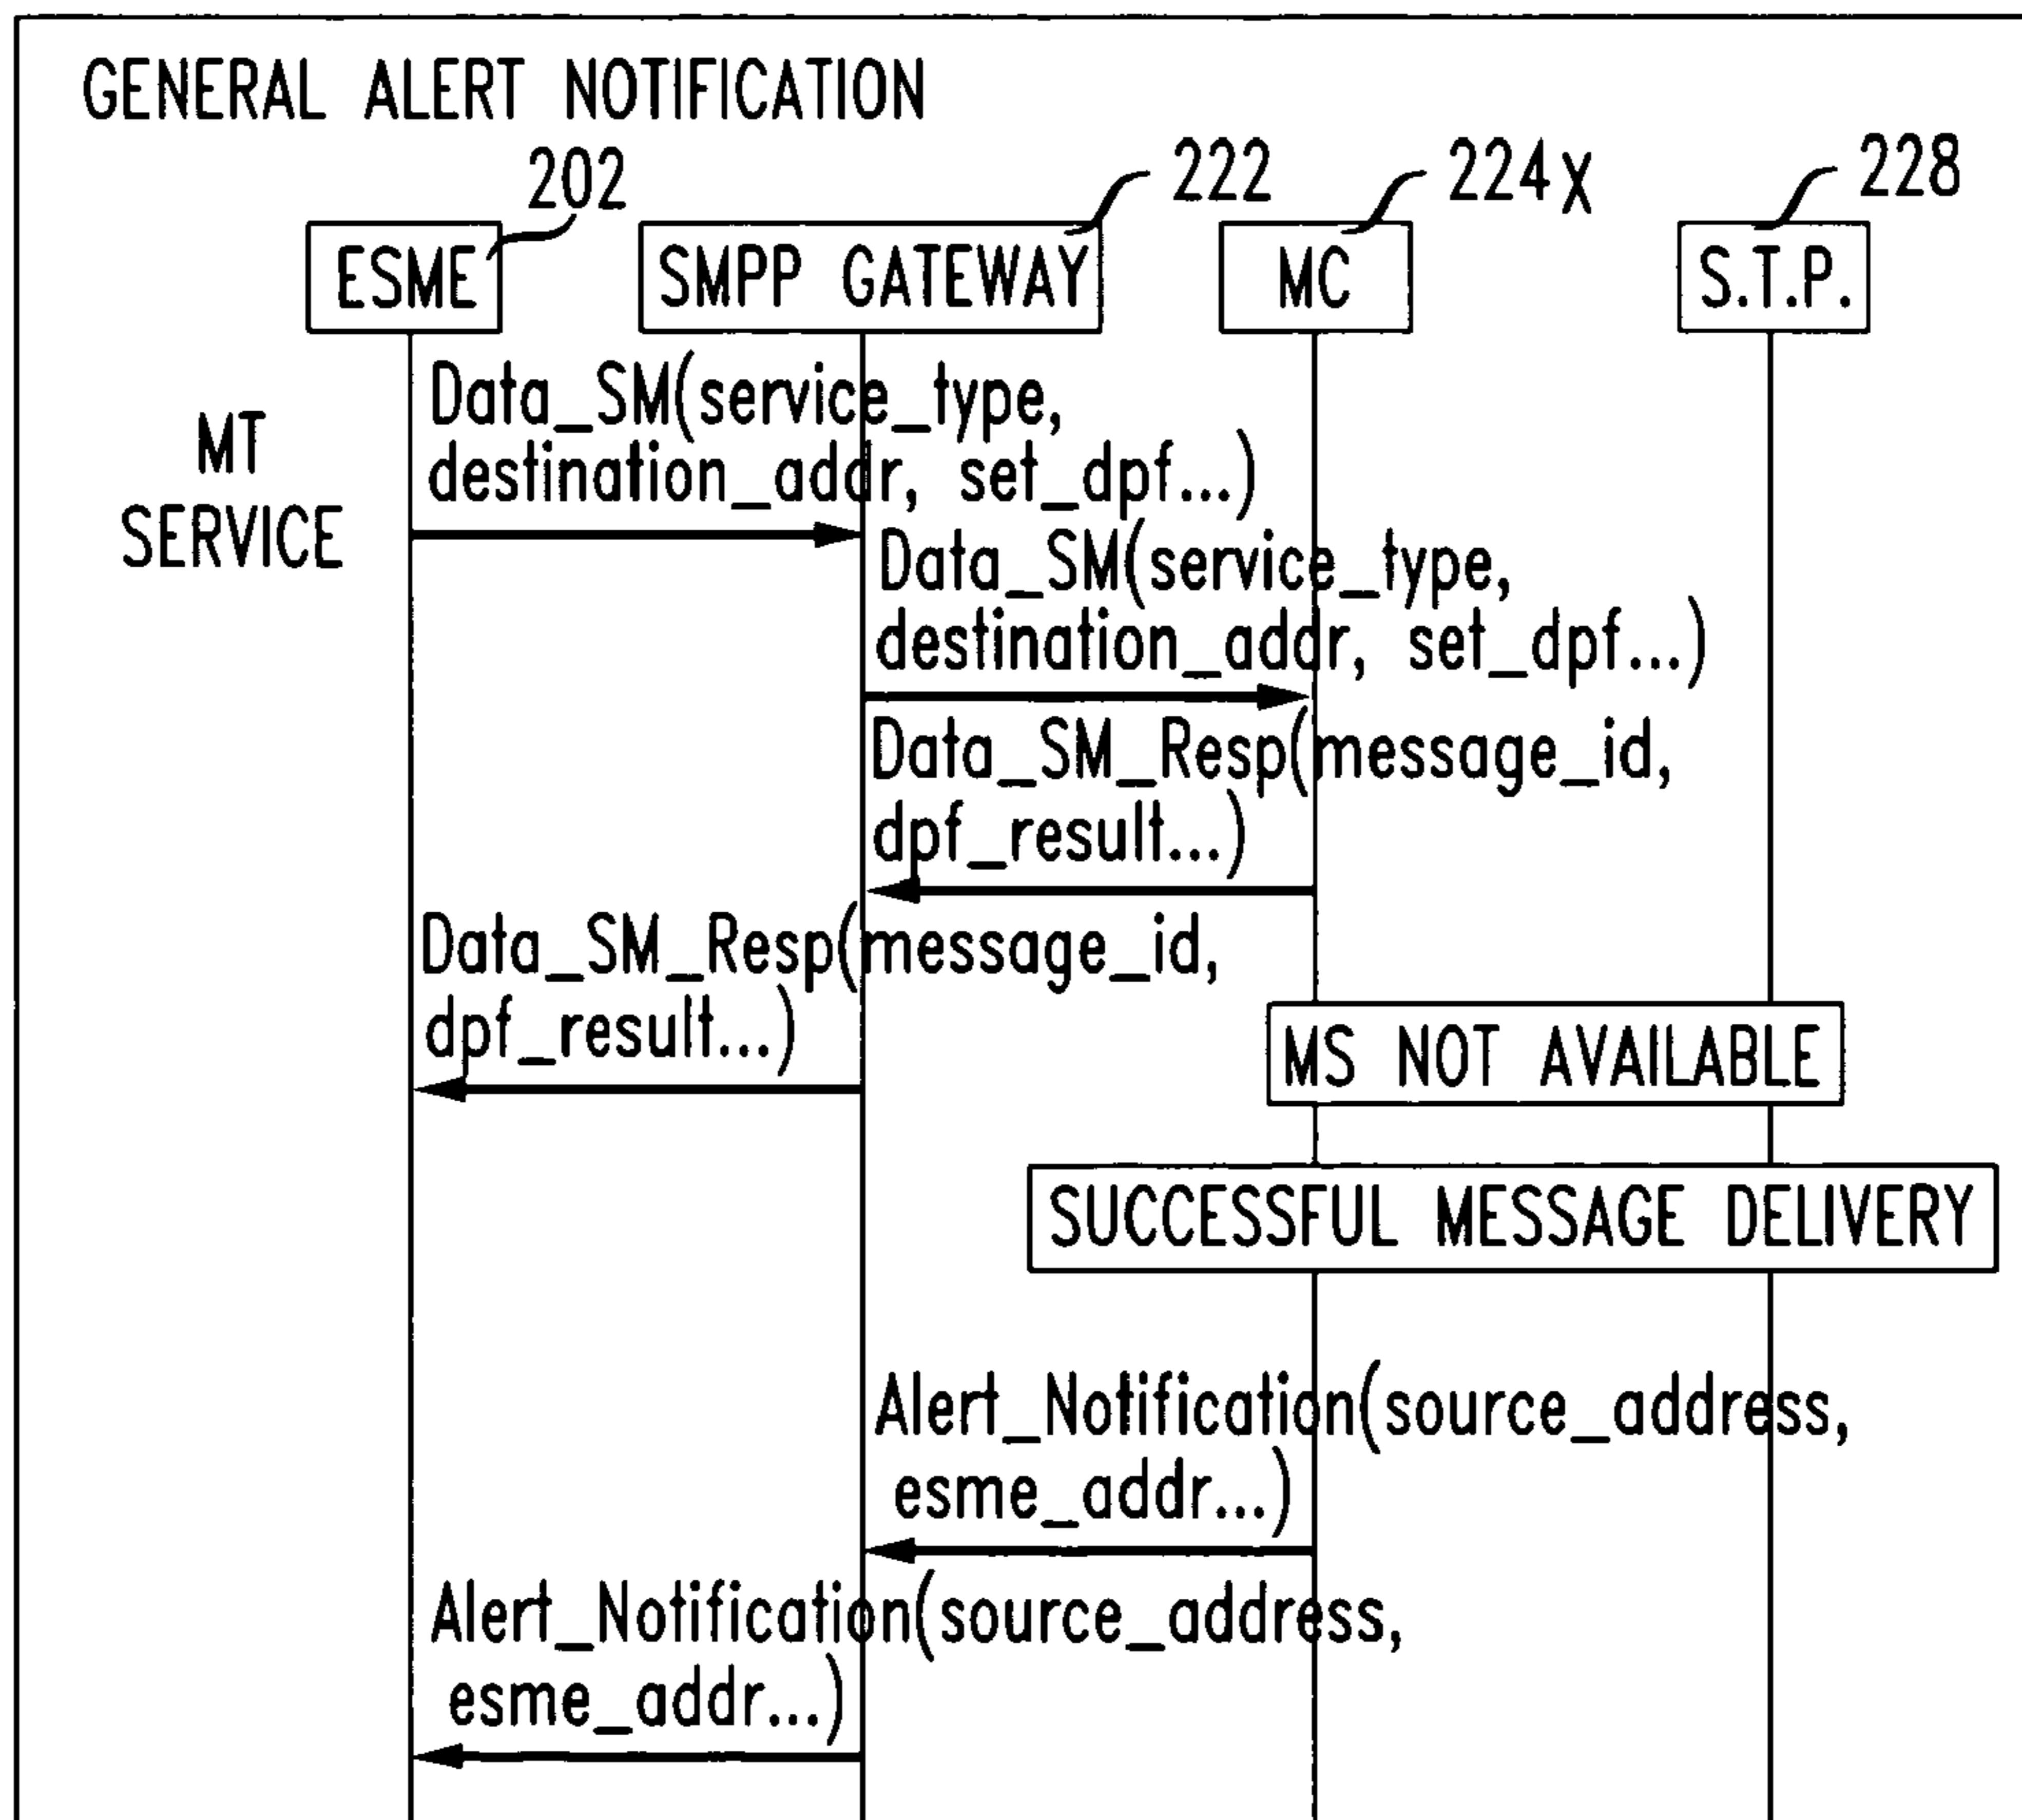 GENERAL ALERT NOTIFICATION
202
222
224X
228
ESME
SMPP GATEWAY
MC
S.T.P.
MT
SERVICE
Data_SM(service_type,
destination_addr, set_dpf...)
Data_SM(service_type,
destination_addr, set_dpf...)
Data_SM_Resp(message_id,
dpf_result...)
Data_SM_Resp(message_id,
dpf_result...)
MS NOT AVAILABLE
SUCCESSFUL MESSAGE DELIVERY
Alert_Notification(source_address,
esme_addr...)
Alert_Notification(source_address,
esme_addr...)